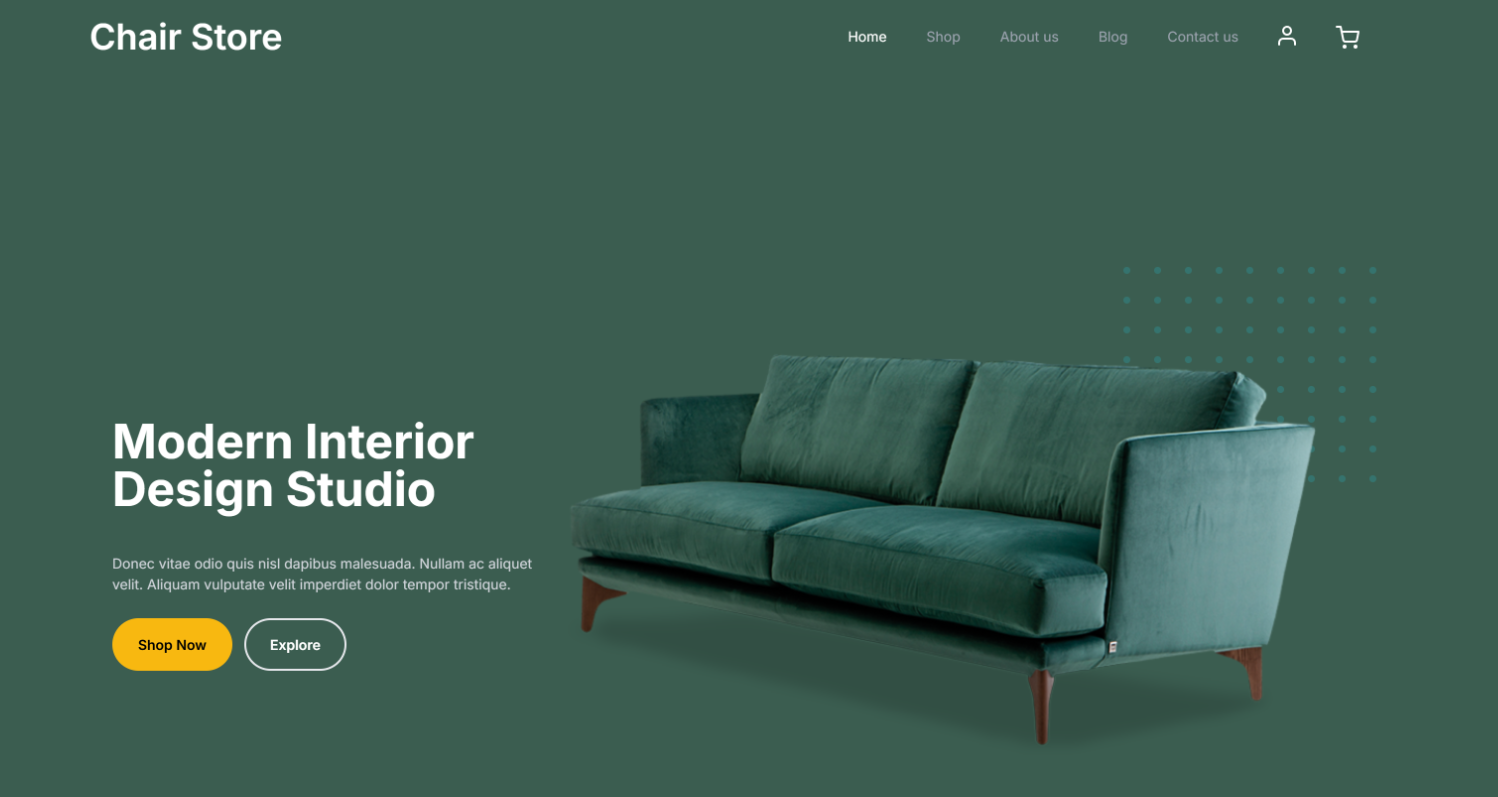 Chair Store
Home
Shop
About us
Blog
Contact us
Modern Interior
Design Studio
Donec vitae odio quis nisl dapibus malesuada. Nullam ac aliquet
velit. Aliquam vulputate velit imperdiet dolor tempor tristique.
Shop Now
Explore